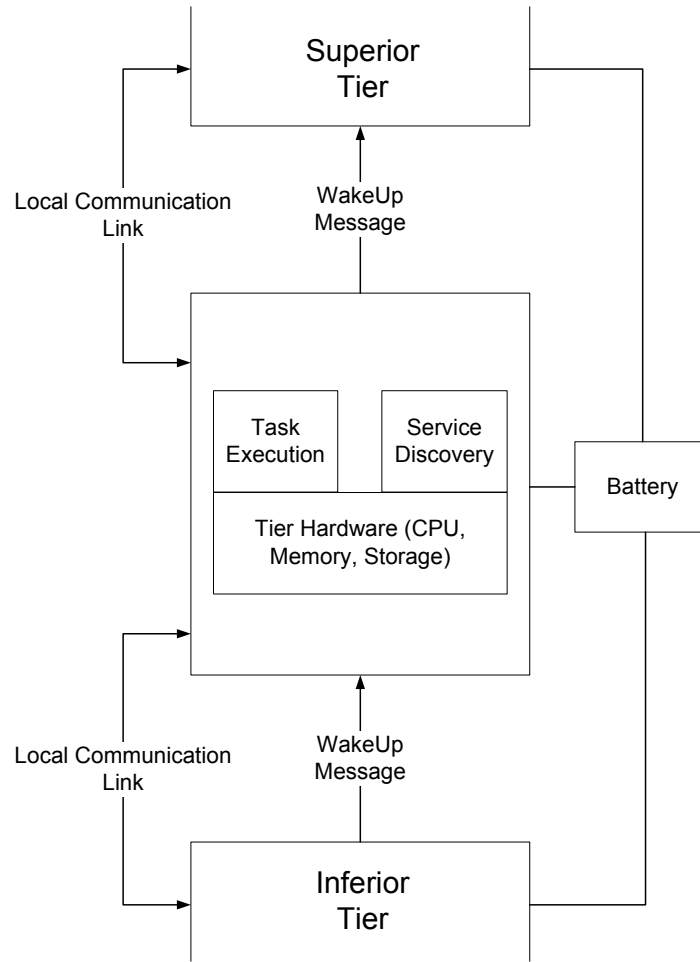 Superior
Tier
Local Communication
Link
WakeUp
Message
Task
Execution
Service
Discovery
Battery
Tier Hardware (CPU,
Memory, Storage)
Local Communication
Link
WakeUp
Message
Inferior
Tier